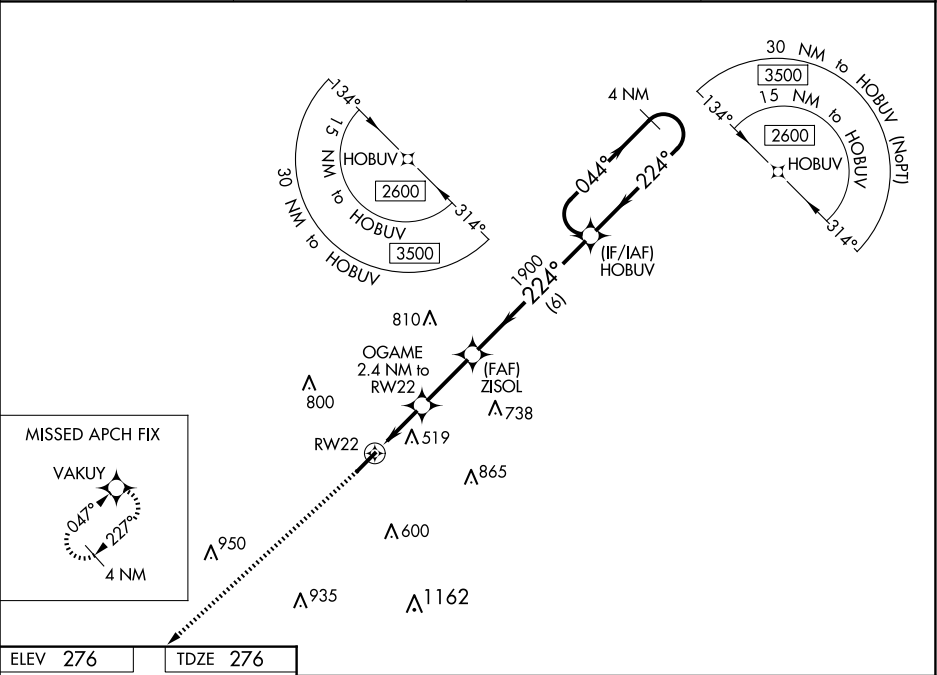 30 NM to HOBUV (NoPT)
3500
15 NM to HOBUV
2600
HOBUV
134°
314°
134°
15 NM to HOBUV
HOBUV
2600
314°
3500
30 NM to HOBUV
4 NM
044°
224°
(IF/IAF)
HOBUV
1900
224°
(6)
810
OGAME
2.4 NM to
RW22
(FAF)
ZISOL
800
738
RW22
519
865
600
950
935
1162
MISSED APCH FIX
VAKUY
047°
227°
4 NM
ELEV 276
TDZE 276